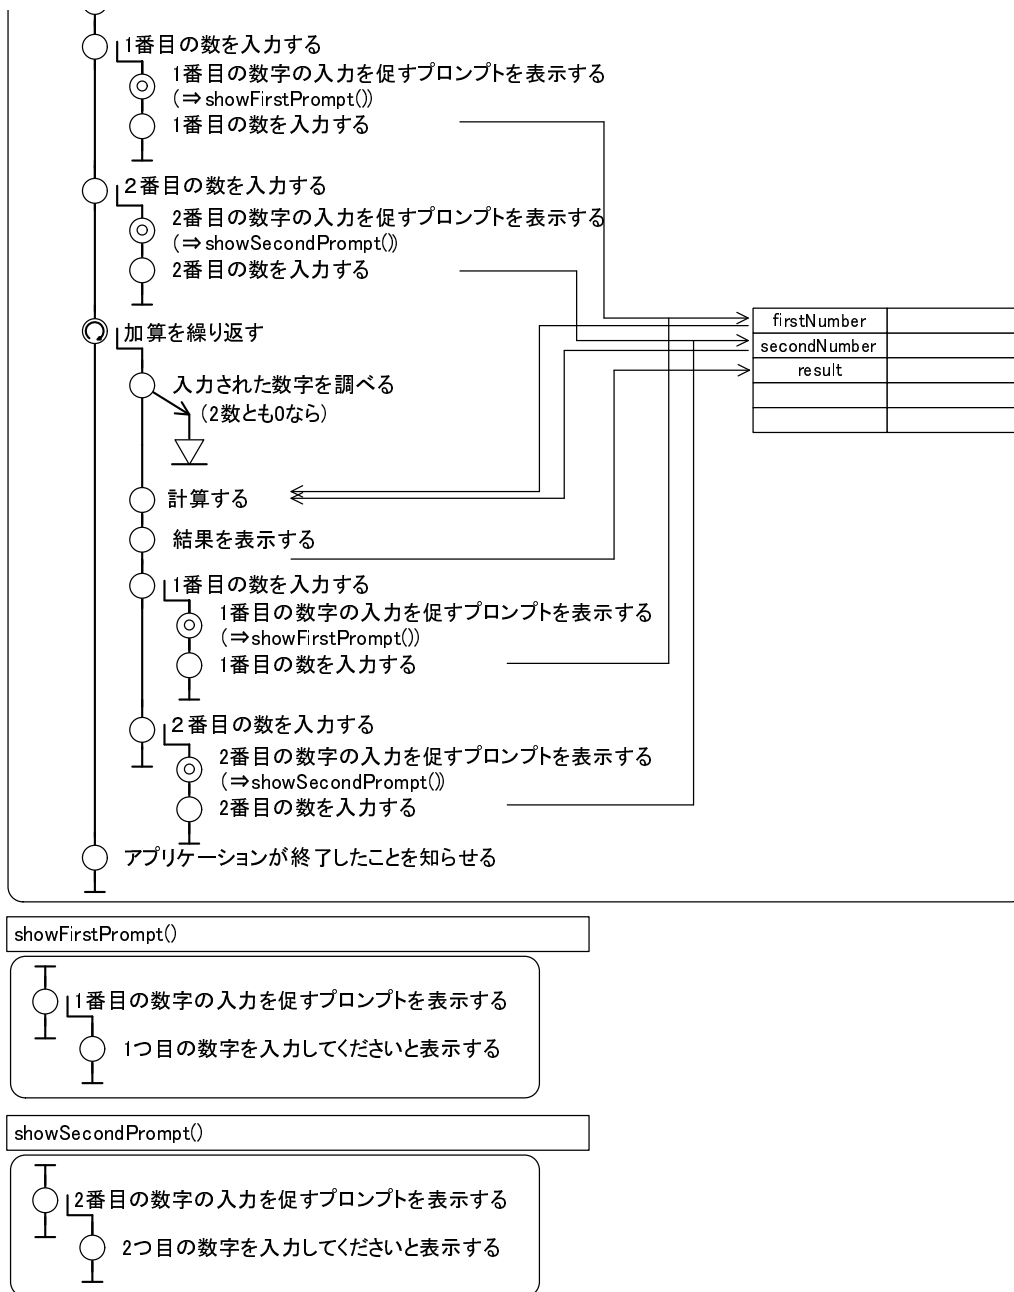 1番目の数を入力する
1番目の数字の入力を促すプロンプトを表示する
(⇒showFirstPrompt())
1番目の数を入力する
2番目の数を入力する
2番目の数字の入力を促すプロンプトを表示する
(⇒showSecondPrompt())
2番目の数を入力する
加算を繰り返す
firstNumber
secondNumber
result
入力された数字を調べる
(2数とも0なら)
計算する
結果を表示する
1番目の数を入力する
1番目の数字の入力を促すプロンプトを表示する
(⇒showFirstPrompt())
1番目の数を入力する
2番目の数を入力する
2番目の数字の入力を促すプロンプトを表示する
(⇒showSecondPrompt())
2番目の数を入力する
アプリケーションが終了したことを知らせる
showFirstPrompt()
1番目の数字の入力を促すプロンプトを表示する
1つ目の数字を入力してくださいと表示する
showSecondPrompt()
2番目の数字の入力を促すプロンプトを表示する
2つ目の数字を入力してくださいと表示する